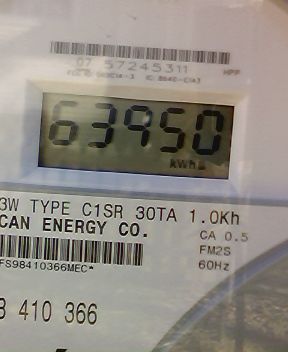 07 57245311
63950
kWh
3W TYPE C1SR 30TA 1.0Kh
CAN ENERGY CO.
CA 0.5
FM2S
60Hz
FS98410366MEC*
8 410 366